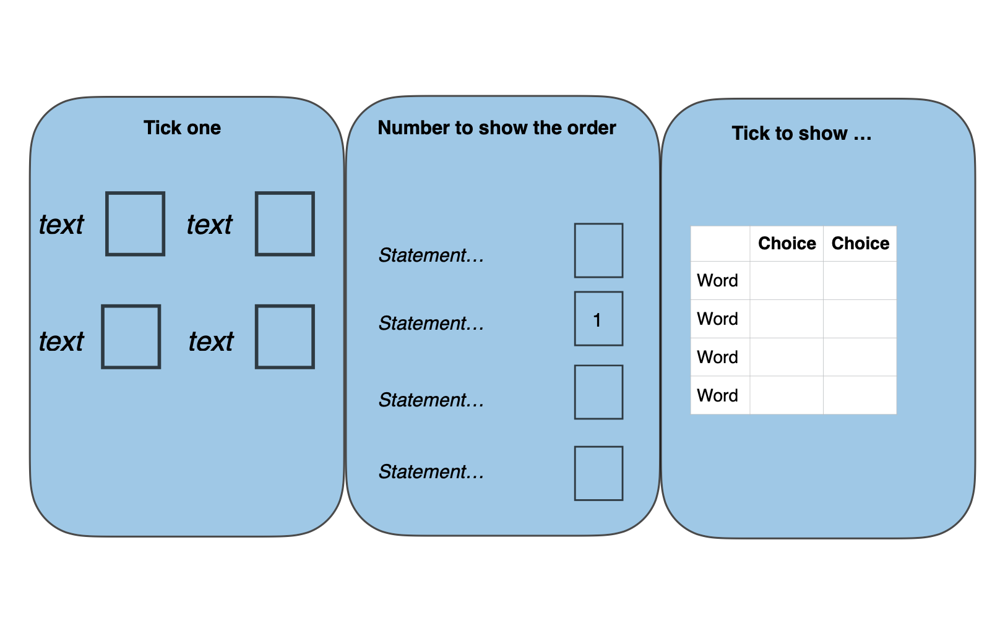 Tick one
text text
text text
Number to show the order
Statement…
Statement…
1
Statement…
Statement…
Tick to show …
Choice Choice
Word
Word
Word
Word